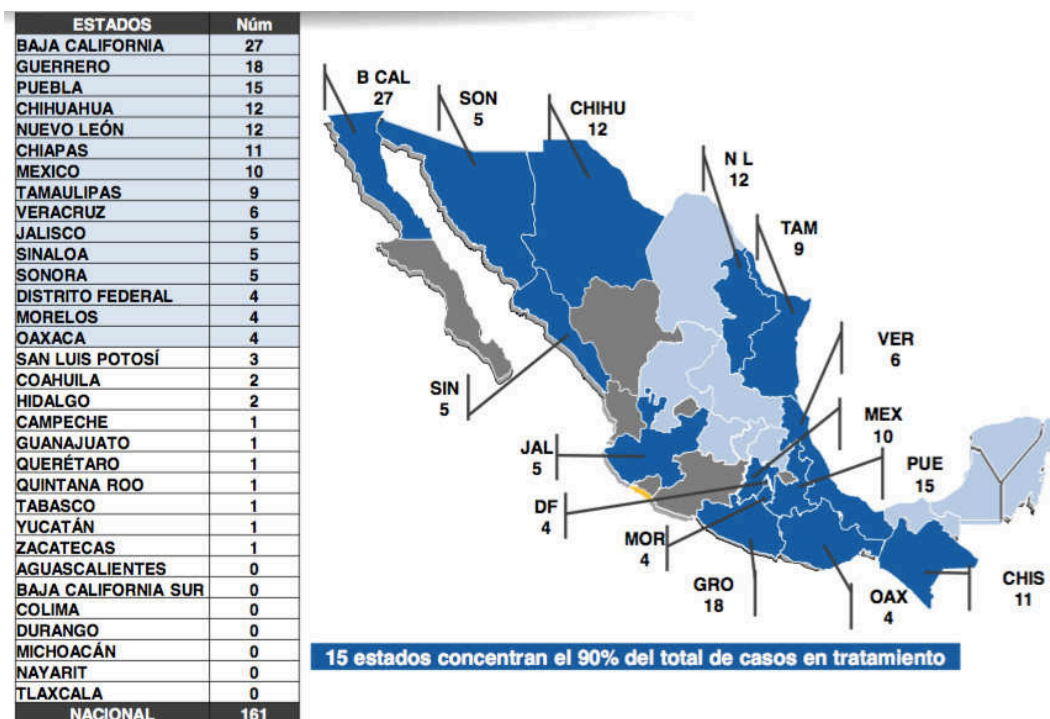 ESTADOS Núm
BAJA CALIFORNIA 27
GUERRERO 18
PUEBLA 15
CHIHUAHUA 12
NUEVO LEÓN 12
CHIAPAS 11
MEXICO 10
TAMAULIPAS 9
VERACRUZ 6
JALISCO 5
SINALOA 5
SONORA 5
DISTRITO FEDERAL 4
MORELOS 4
OAXACA 4
SAN LUIS POTOSÍ 3
COAHUILA 2
HIDALGO 2
CAMPECHE 1
GUANAJUATO 1
QUERÉTARO 1
QUINTANA ROO 1
TABASCO 1
YUCATÁN 1
ZACATECAS 1
AGUASCALIENTES 0
BAJA CALIFORNIA SUR 0
COLIMA 0
DURANGO 0
MICHOACÁN 0
NAYARIT 0
TLAXCALA 0
NACIONAL 161
B CAL
27
SON
5
CHIHU
12
N L
12
TAM
9
VER
6
SIN
5
MEX
10
JAL
5
PUE
15
DF
4
MOR
4
GRO
18
OAX
4
CHIS
11
15 estados concentran el 90% del total de casos en tratamiento